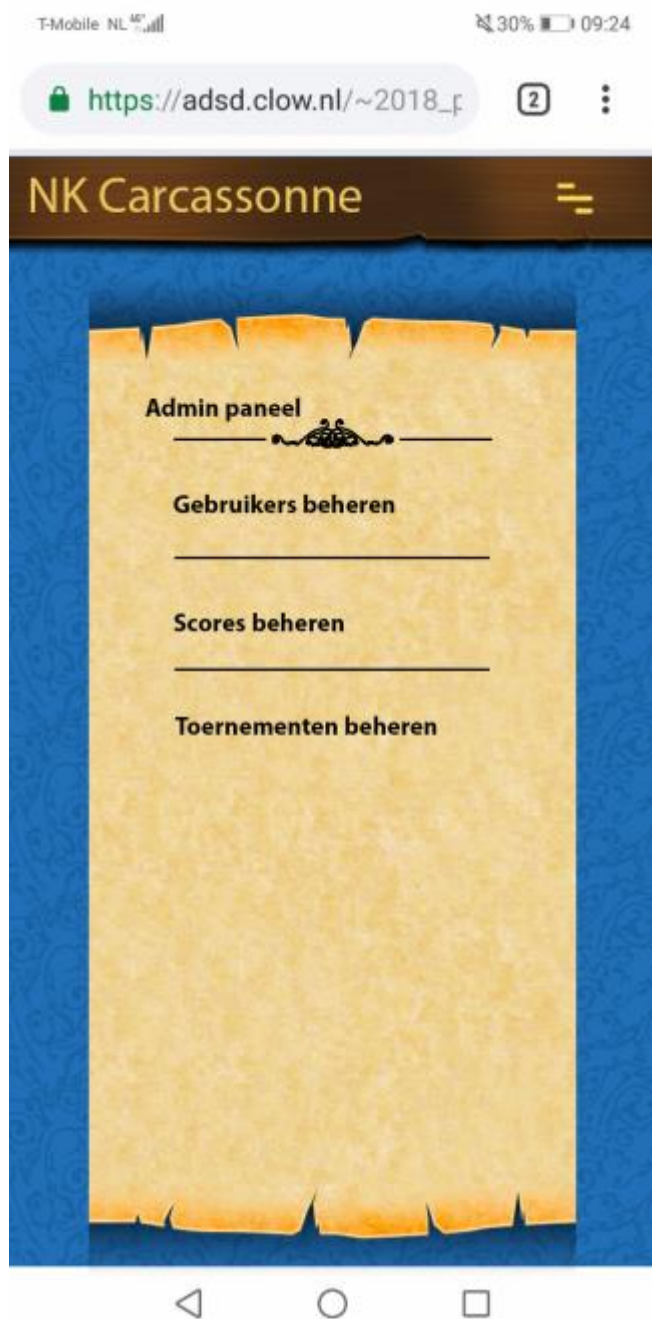 T-Mobile NL 30% 09:24
https://adsd.clow.nl/~2018_p 2
NK Carcassonne
Admin paneel
Gebruikers beheren
Scores beheren
Toernementen beheren